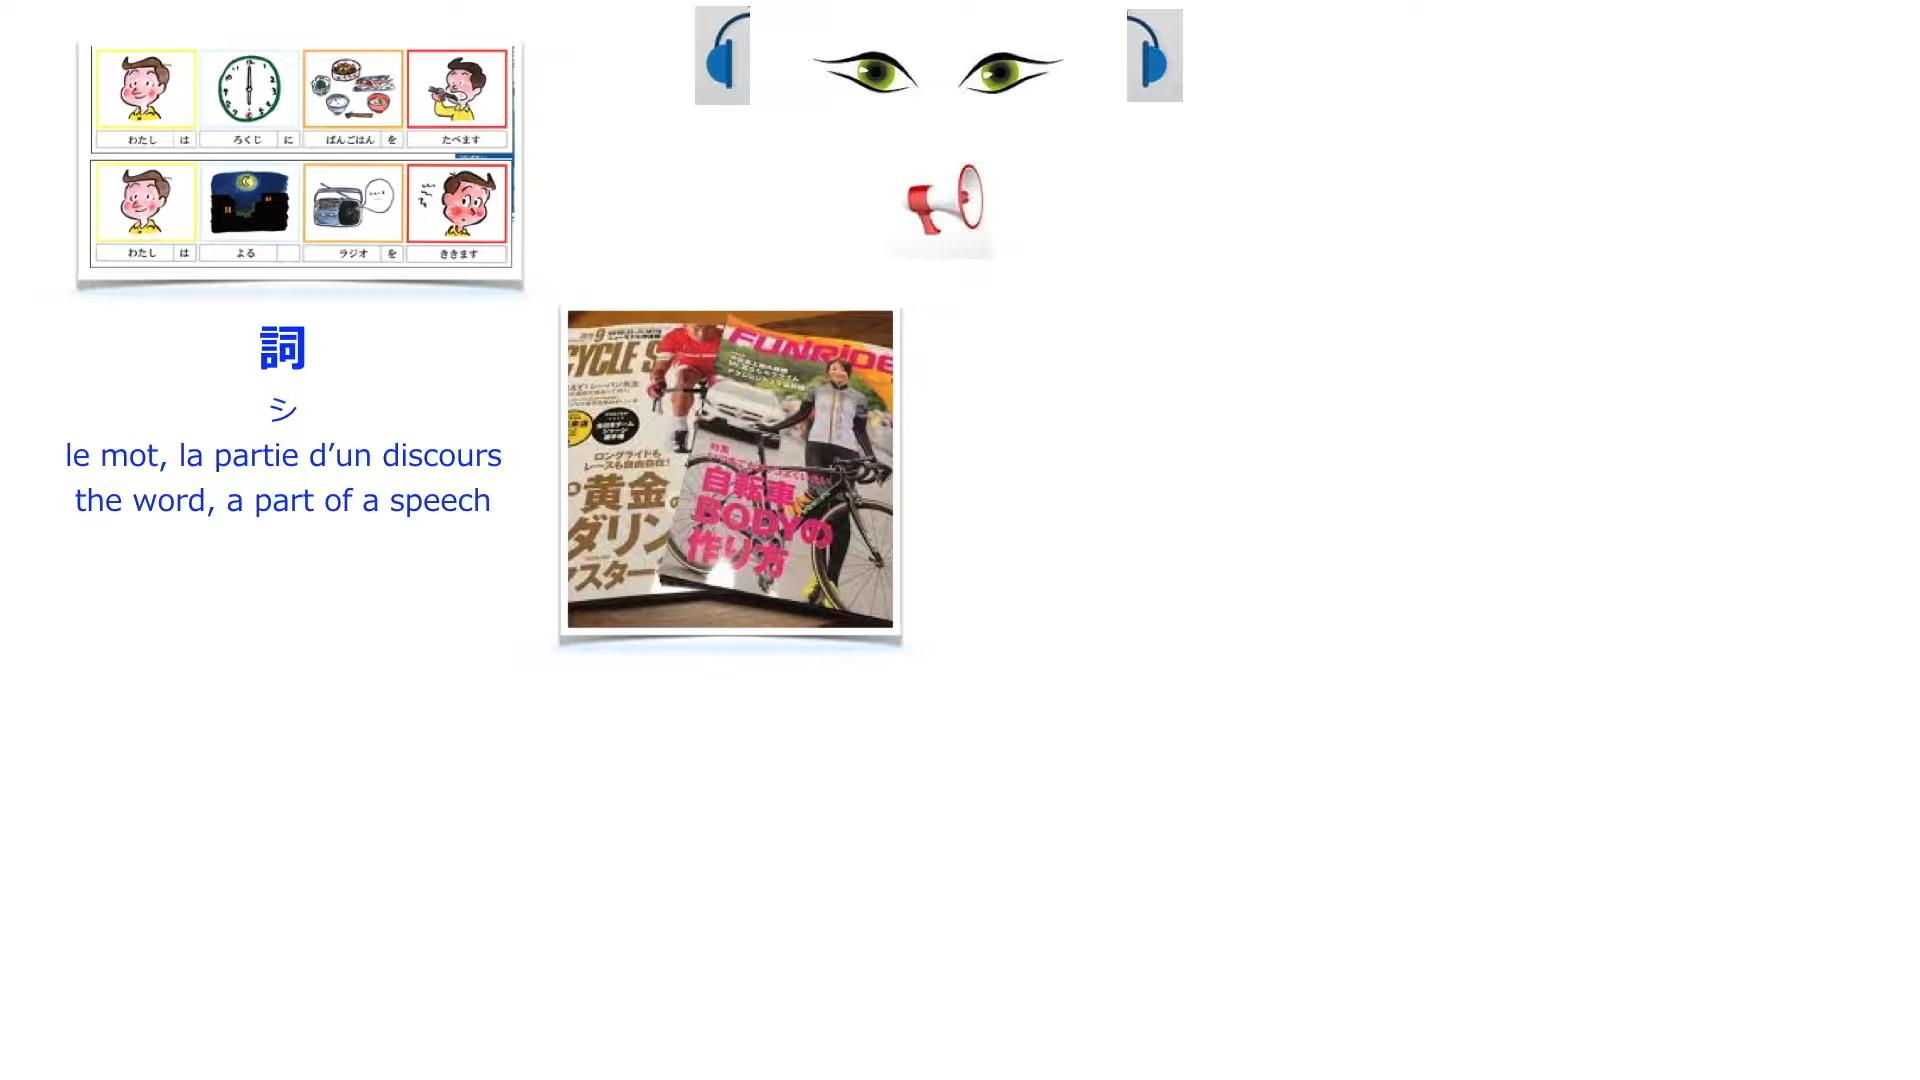 わたし は ろくじ に ばんごはん を たべます
わたし は よる ラジオ を ききます
詞
シ
le mot, la partie d’un discours
the word, a part of a speech
CYCLE S
FUNRiDE
ロングライドも
レースも自由自在!
黄金の
ダリン
マスター
特集
自転車
BODYの
作り方